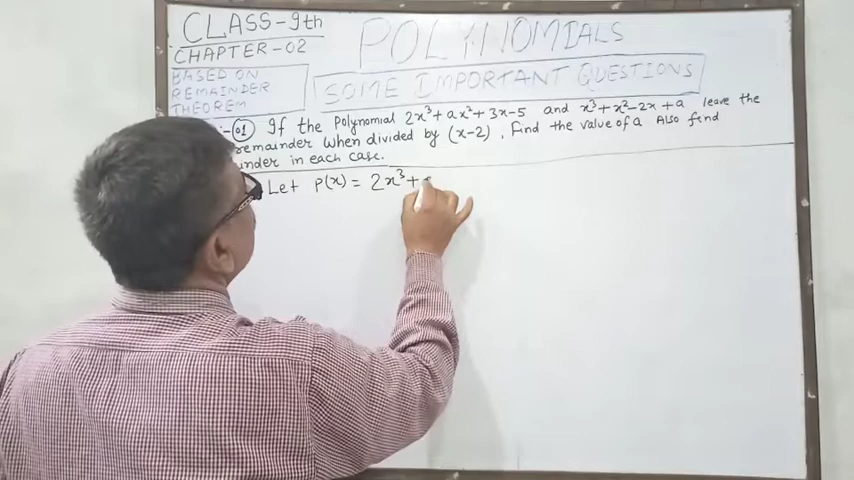 CLASS-9th
CHAPTER-02
POLYNOMIALS
BASED ON
REMAINDER
THEOREM
SOME IMPORTANT QUESTIONS
01 If the Polynomial 2x³+ax²+3x-5 and x³+x²-2x+a leave the
remainder WHEN DIVIDED by (x-2), Find the value of a Also find
in each case.
Let p(x) = 2x³+